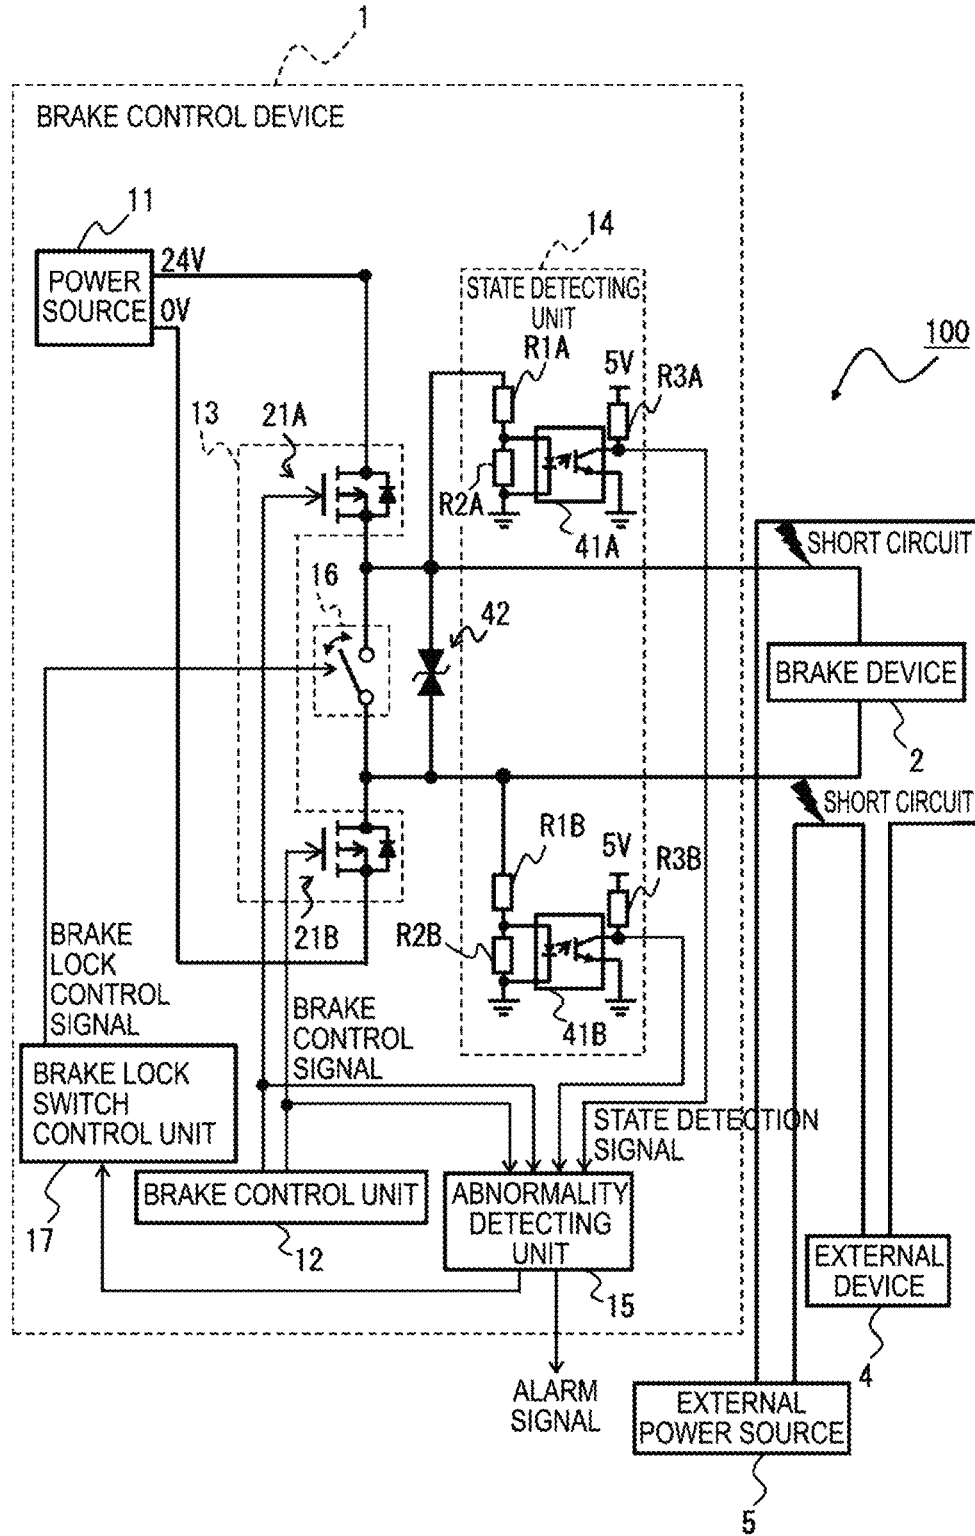 1
BRAKE CONTROL DEVICE
11
24V
POWER
SOURCE
0V
14
STATE DETECTING
UNIT
R1A
5V
R3A
100
13
21A
R2A
41A
SHORT CIRCUIT
16
42
BRAKE DEVICE
2
SHORT CIRCUIT
R1B
5V
R3B
21B
R2B
41B
BRAKE
LOCK
CONTROL
SIGNAL
BRAKE
CONTROL
SIGNAL
BRAKE LOCK
SWITCH
CONTROL UNIT
17
STATE DETECTION
SIGNAL
BRAKE CONTROL UNIT
12
ABNORMALITY
DETECTING
UNIT
15
EXTERNAL
DEVICE
4
ALARM
SIGNAL
EXTERNAL
POWER SOURCE
5